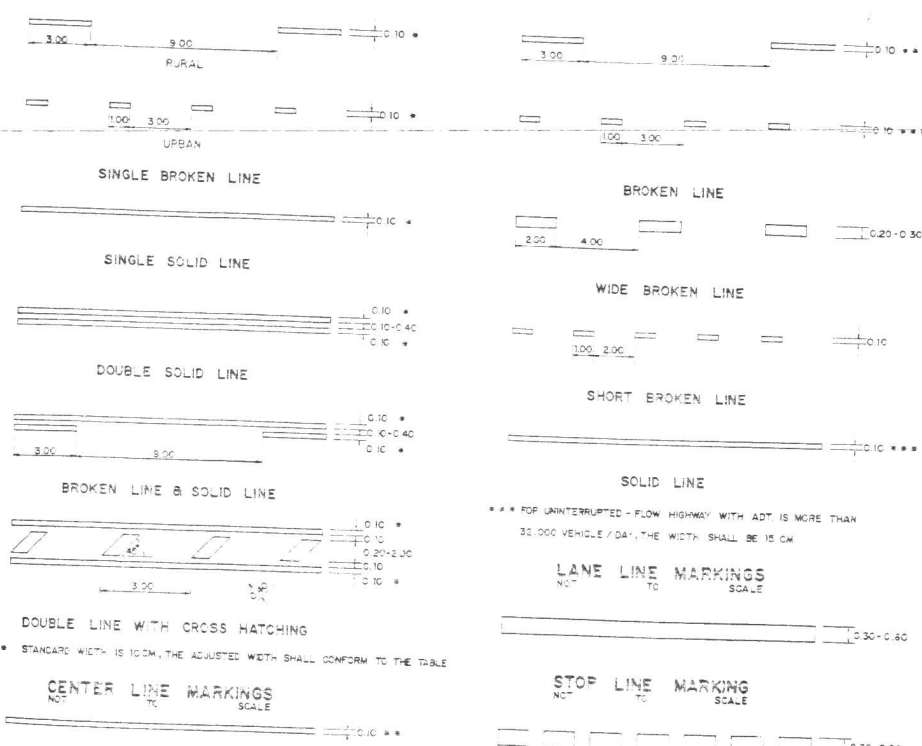 0.10 *
3.00 9.00
RURAL
0.10 *
1.00 3.00
URBAN
SINGLE BROKEN LINE
0.10 *
SINGLE SOLID LINE
0.10 *
0.10-0.40
0.10 *
DOUBLE SOLID LINE
0.10 *
0.10-0.40
0.10 *
3.00 9.00
BROKEN LINE & SOLID LINE
0.10 *
0.10
0.20-2.00
0.10
0.10 *
45°
3.00
DOUBLE LINE WITH CROSS HATCHING
* STANDARD WIDTH IS 10 CM., THE ADJUSTED WIDTH SHALL CONFORM TO THE TABLE
CENTER LINE MARKINGS
NOT TO SCALE
0.10 * *
0.10 * * *
3.00 9.00
0.10 * * *
1.00 3.00
BROKEN LINE
0.20-0.30
2.00 4.00
WIDE BROKEN LINE
0.10
1.00 2.00
SHORT BROKEN LINE
0.10 * * *
SOLID LINE
* * * FOR UNINTERRUPTED-FLOW HIGHWAY WITH ADT. IS MORE THAN
32,000 VEHICLE/DAY, THE WIDTH SHALL BE 15 CM
LANE LINE MARKINGS
NOT TO SCALE
0.30-0.60
STOP LINE MARKING
NOT TO SCALE